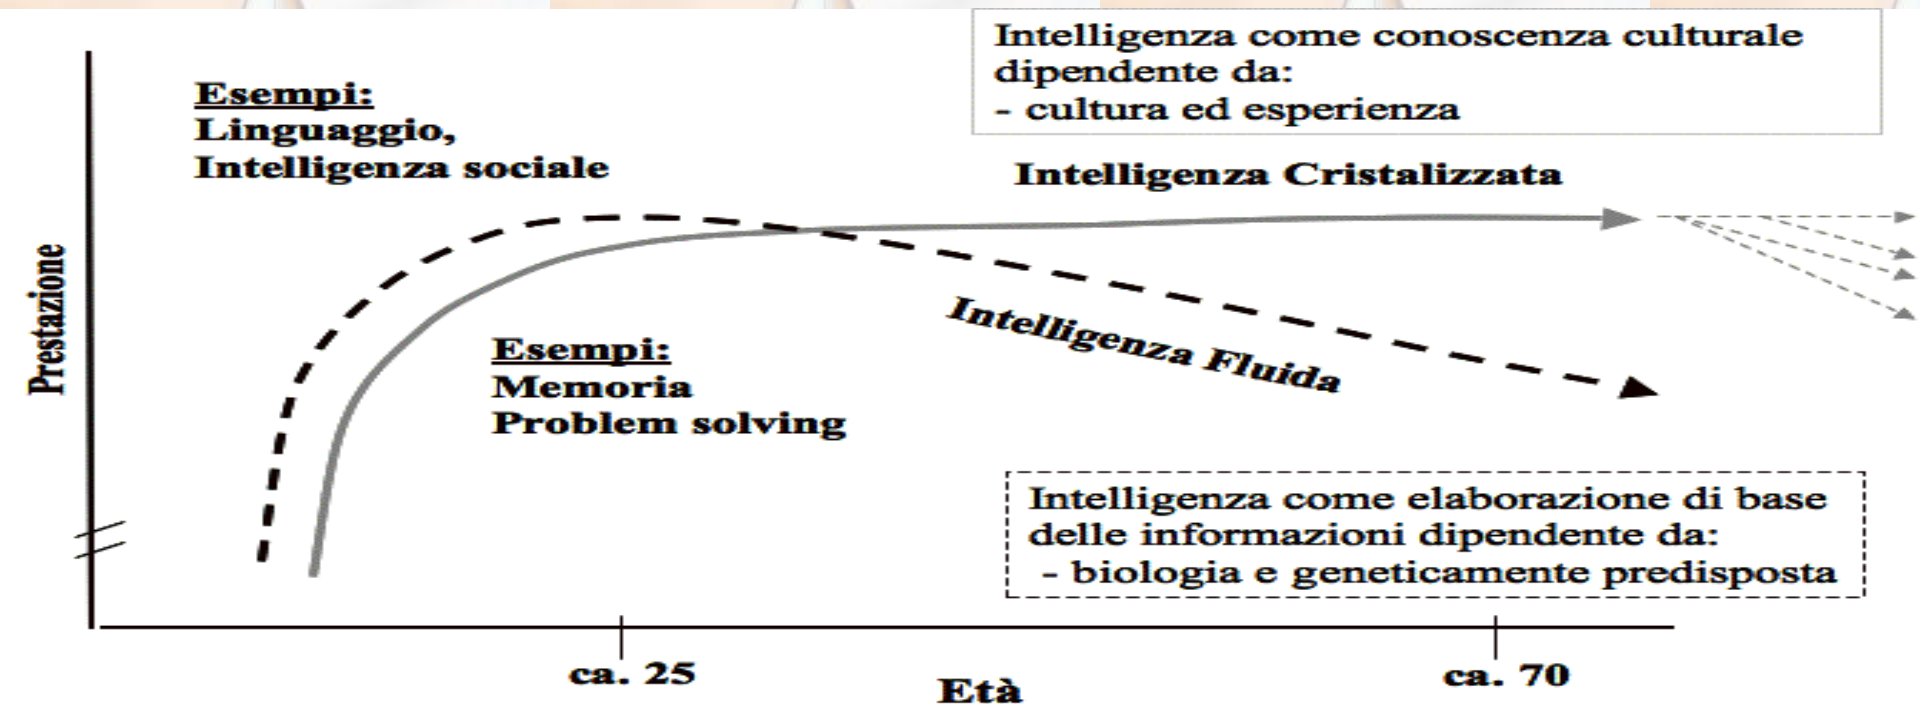 Intelligenza come conoscenza culturale
dipendente da:
- cultura ed esperienza
Esempi:
Linguaggio,
Intelligenza sociale
Intelligenza Cristalizzata
Prestazione
Intelligenza Fluida
Esempi:
Memoria
Problem solving
Intelligenza come elaborazione di base
delle informazioni dipendente da:
- biologia e geneticamente predisposta
ca. 25
ca. 70
Età